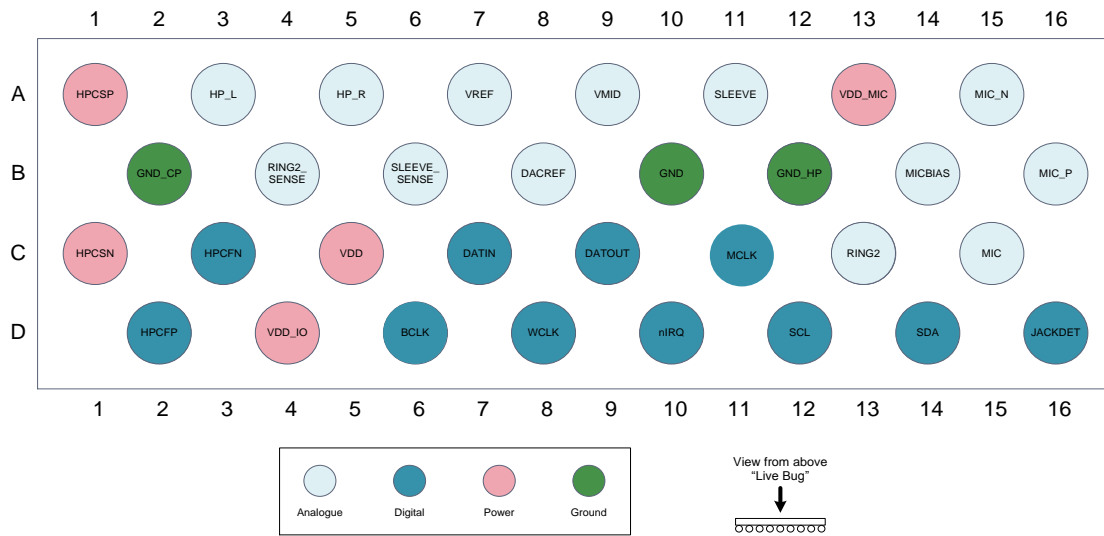 1 2 3 4 5 6 7 8 9 10 11 12 13 14 15 16
A HPCSP HP_L HP_R VREF VMID SLEEVE VDD_MIC MIC_N
B GND_CP RING2_ SENSE SLEEVE_ SENSE DACREF GND GND_HP MICBIAS MIC_P
C HPCSN HPCFN VDD DATIN DATOUT MCLK RING2 MIC
D HPCFP VDD_IO BCLK WCLK nIRQ SCL SDA JACKDET
1 2 3 4 5 6 7 8 9 10 11 12 13 14 15 16
Analogue Digital Power Ground
View from above
“Live Bug”